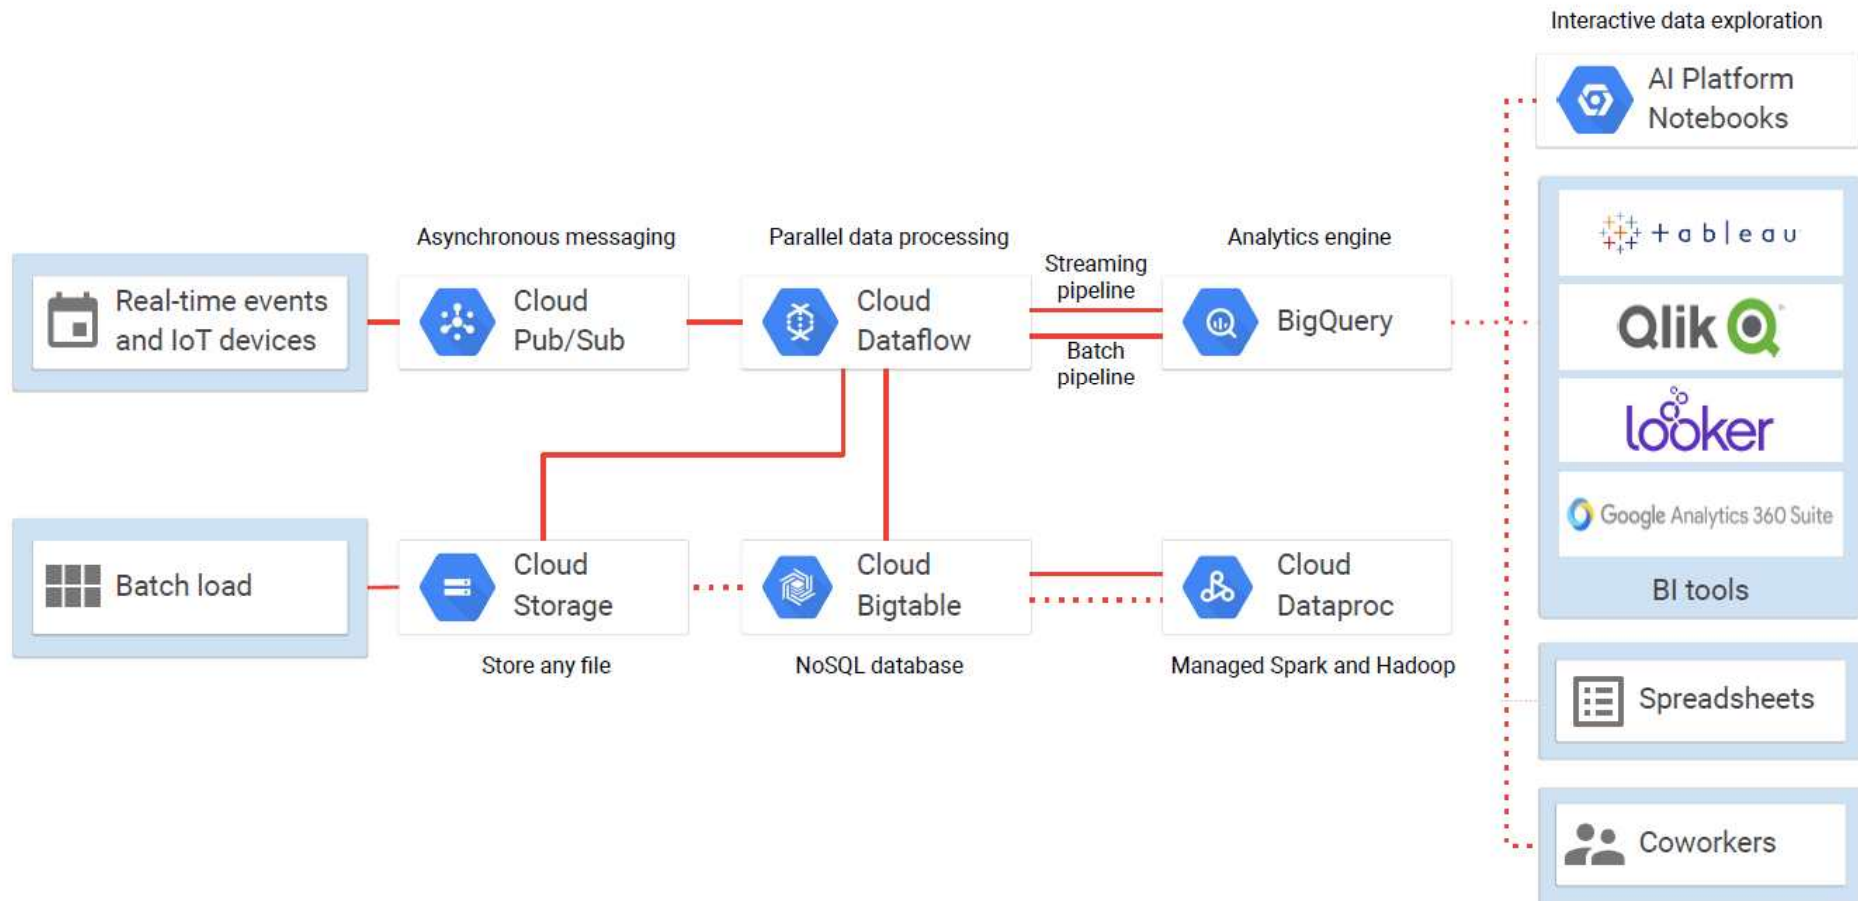 Interactive data exploration
AI Platform
Notebooks
tableau
Qlik
looker
Google Analytics 360 Suite
BI tools
Spreadsheets
Coworkers
Asynchronous messaging
Parallel data processing
Analytics engine
Real-time events
and IoT devices
Cloud
Pub/Sub
Cloud
Dataflow
Streaming
pipeline
Batch
pipeline
BigQuery
Batch load
Cloud
Storage
Store any file
Cloud
Bigtable
NoSQL database
Cloud
Dataproc
Managed Spark and Hadoop